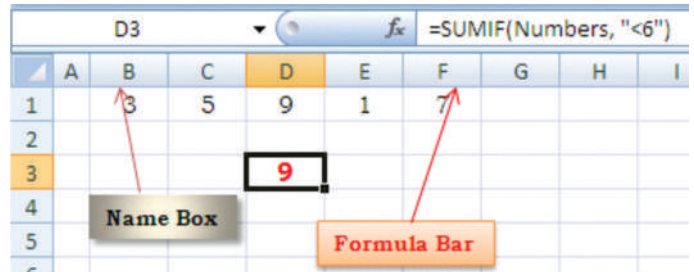 D3 fx =SUMIF(Numbers, "<6")
A B C D E F G H I
1 3 5 9 1 7
2
3 9
4
Name Box
5 Formula Bar